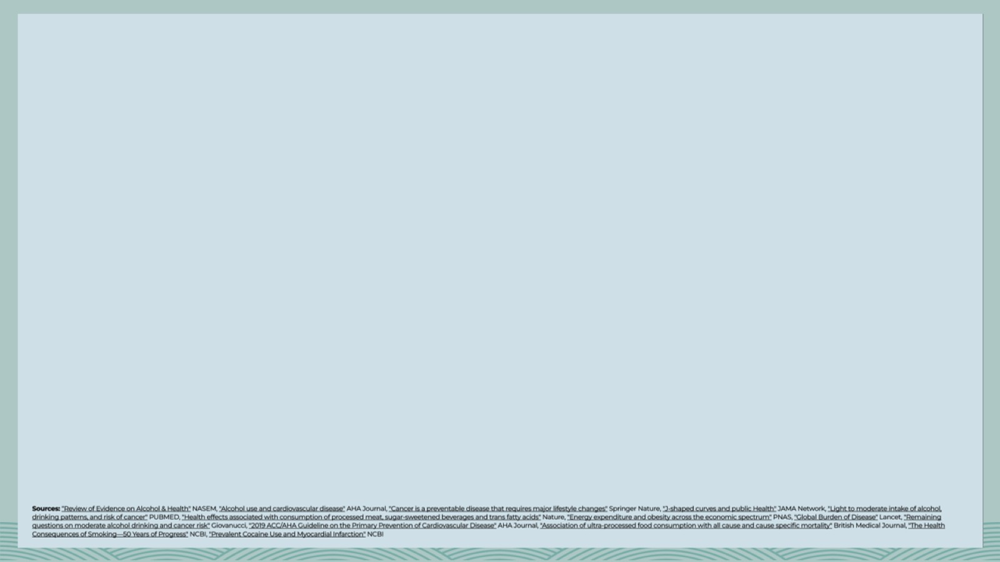 Sources: "Review of Evidence on Alcohol & Health" NASEM, "Alcohol use and cardiovascular disease" AHA Journal, "Cancer is a preventable disease that requires major lifestyle changes" Springer Nature, "J-shaped curves and public Health" JAMA Network, "Light to moderate intake of alcohol,
drinking patterns, and risk of cancer" PUBMED, "Health effects associated with consumption of processed meat, sugar-sweetened beverages and trans fatty acids" Nature, "Energy expenditure and obesity across the economic spectrum" PNAS, "Global Burden of Disease" Lancet, "Remaining
questions on moderate alcohol drinking and cancer risk" Giovanucci, "2019 ACC/AHA Guideline on the Primary Prevention of Cardiovascular Disease" AHA Journal, "Association of ultra-processed food consumption with all cause and cause specific mortality" British Medical Journal, "The Health
Consequences of Smoking—50 Years of Progress" NCBI, "Prevalent Cocaine Use and Myocardial Infarction" NCBI